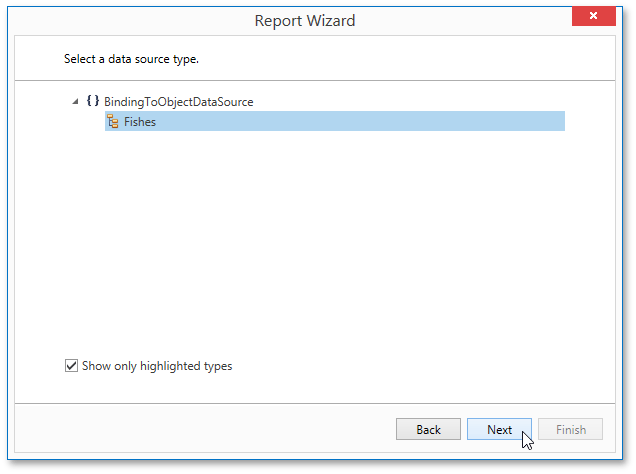 Report Wizard
Select a data source type.
{ } BindingToObjectDataSource
Fishes
Show only highlighted types
Back
Next
Finish